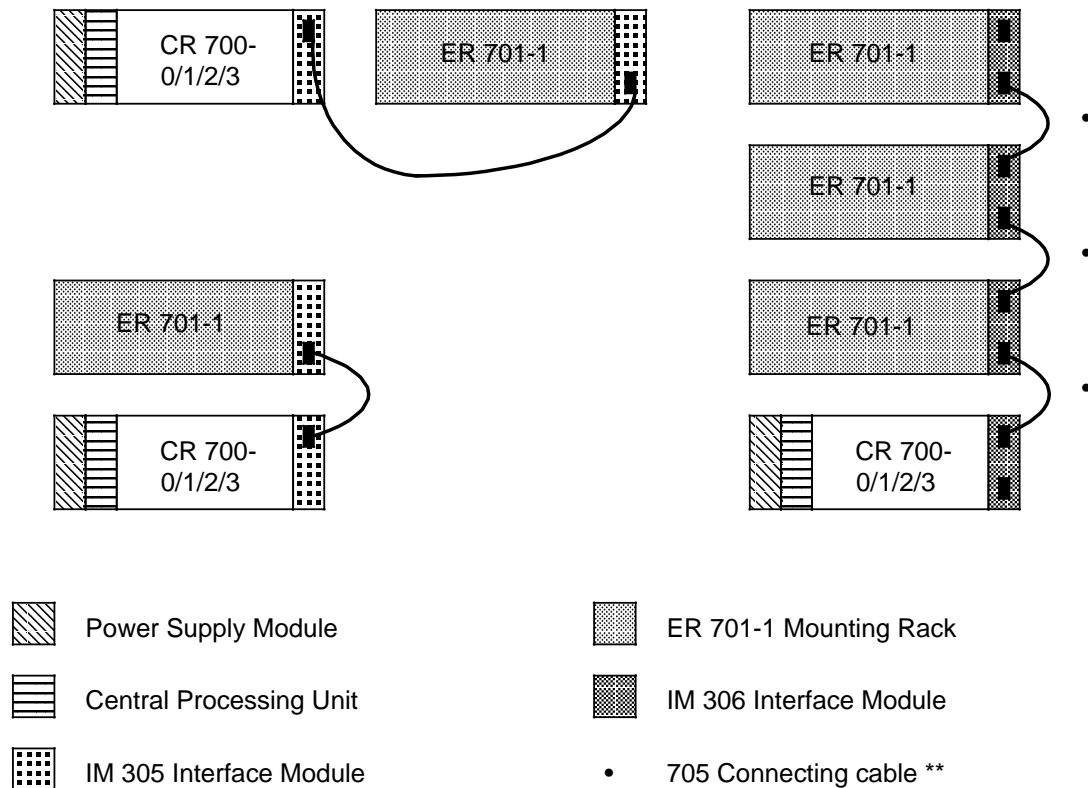 CR 700-
0/1/2/3
ER 701-1
ER 701-1
ER 701-1
ER 701-1
ER 701-1
CR 700-
0/1/2/3
CR 700-
0/1/2/3
Power Supply Module
ER 701-1 Mounting Rack
Central Processing Unit
IM 306 Interface Module
IM 305 Interface Module
• 705 Connecting cable **